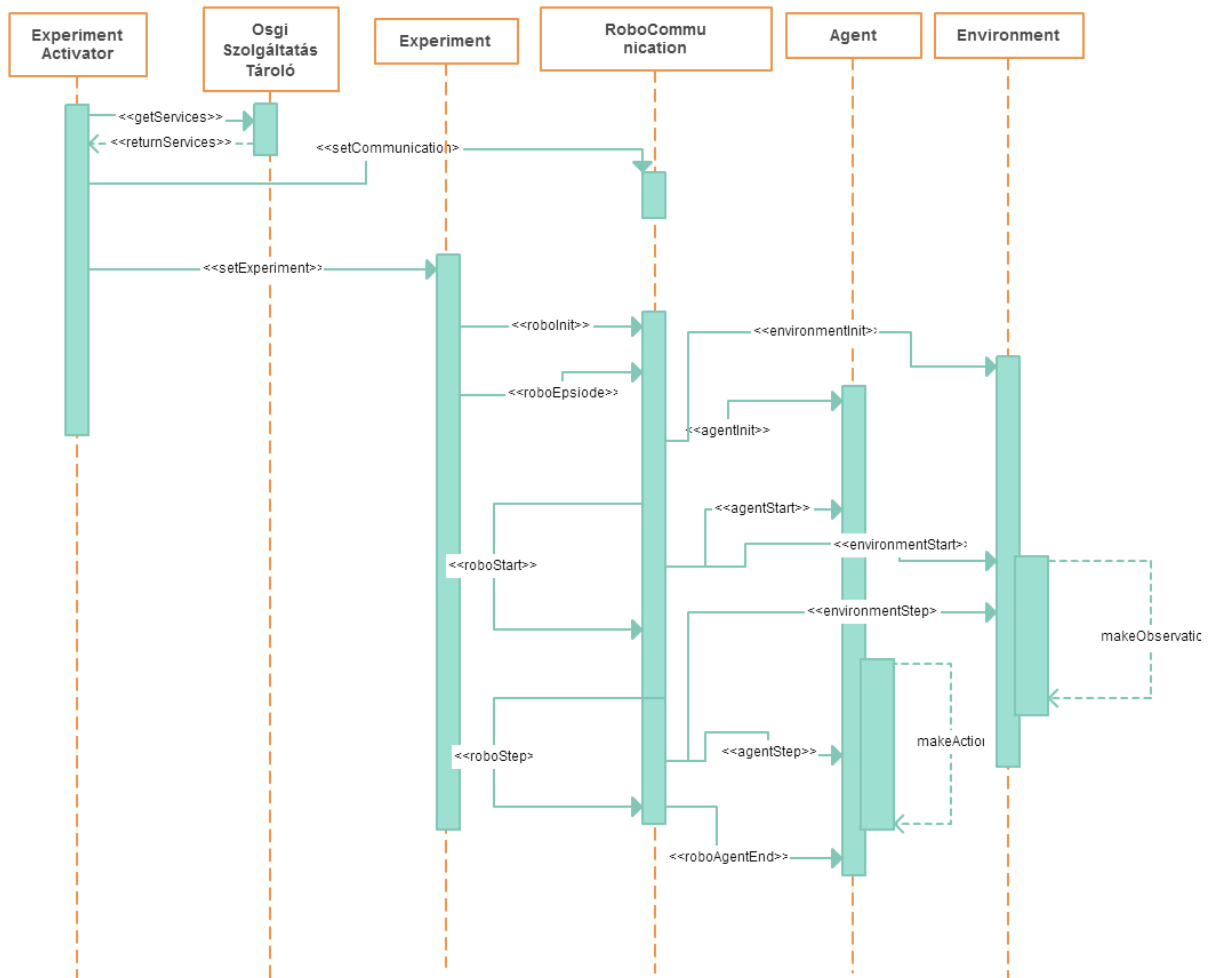 Experiment
Activator
Osgi
Szolgáltatás
Tároló
Experiment
RoboCommu
nication
Agent
Environment
<<getServices>>
<<returnServices>>
<<setCommunication>
<<setExperiment>>
<<roboInit>>
<<environmentInit>>
<<roboEpsiode>>
<<agentInit>>
<<agentStart>>
<<environmentStart>>
<<roboStart>>
<<environmentStep>
makeObservatio
makeAction
<<roboStep>
<<agentStep>>
<<roboAgentEnd>>